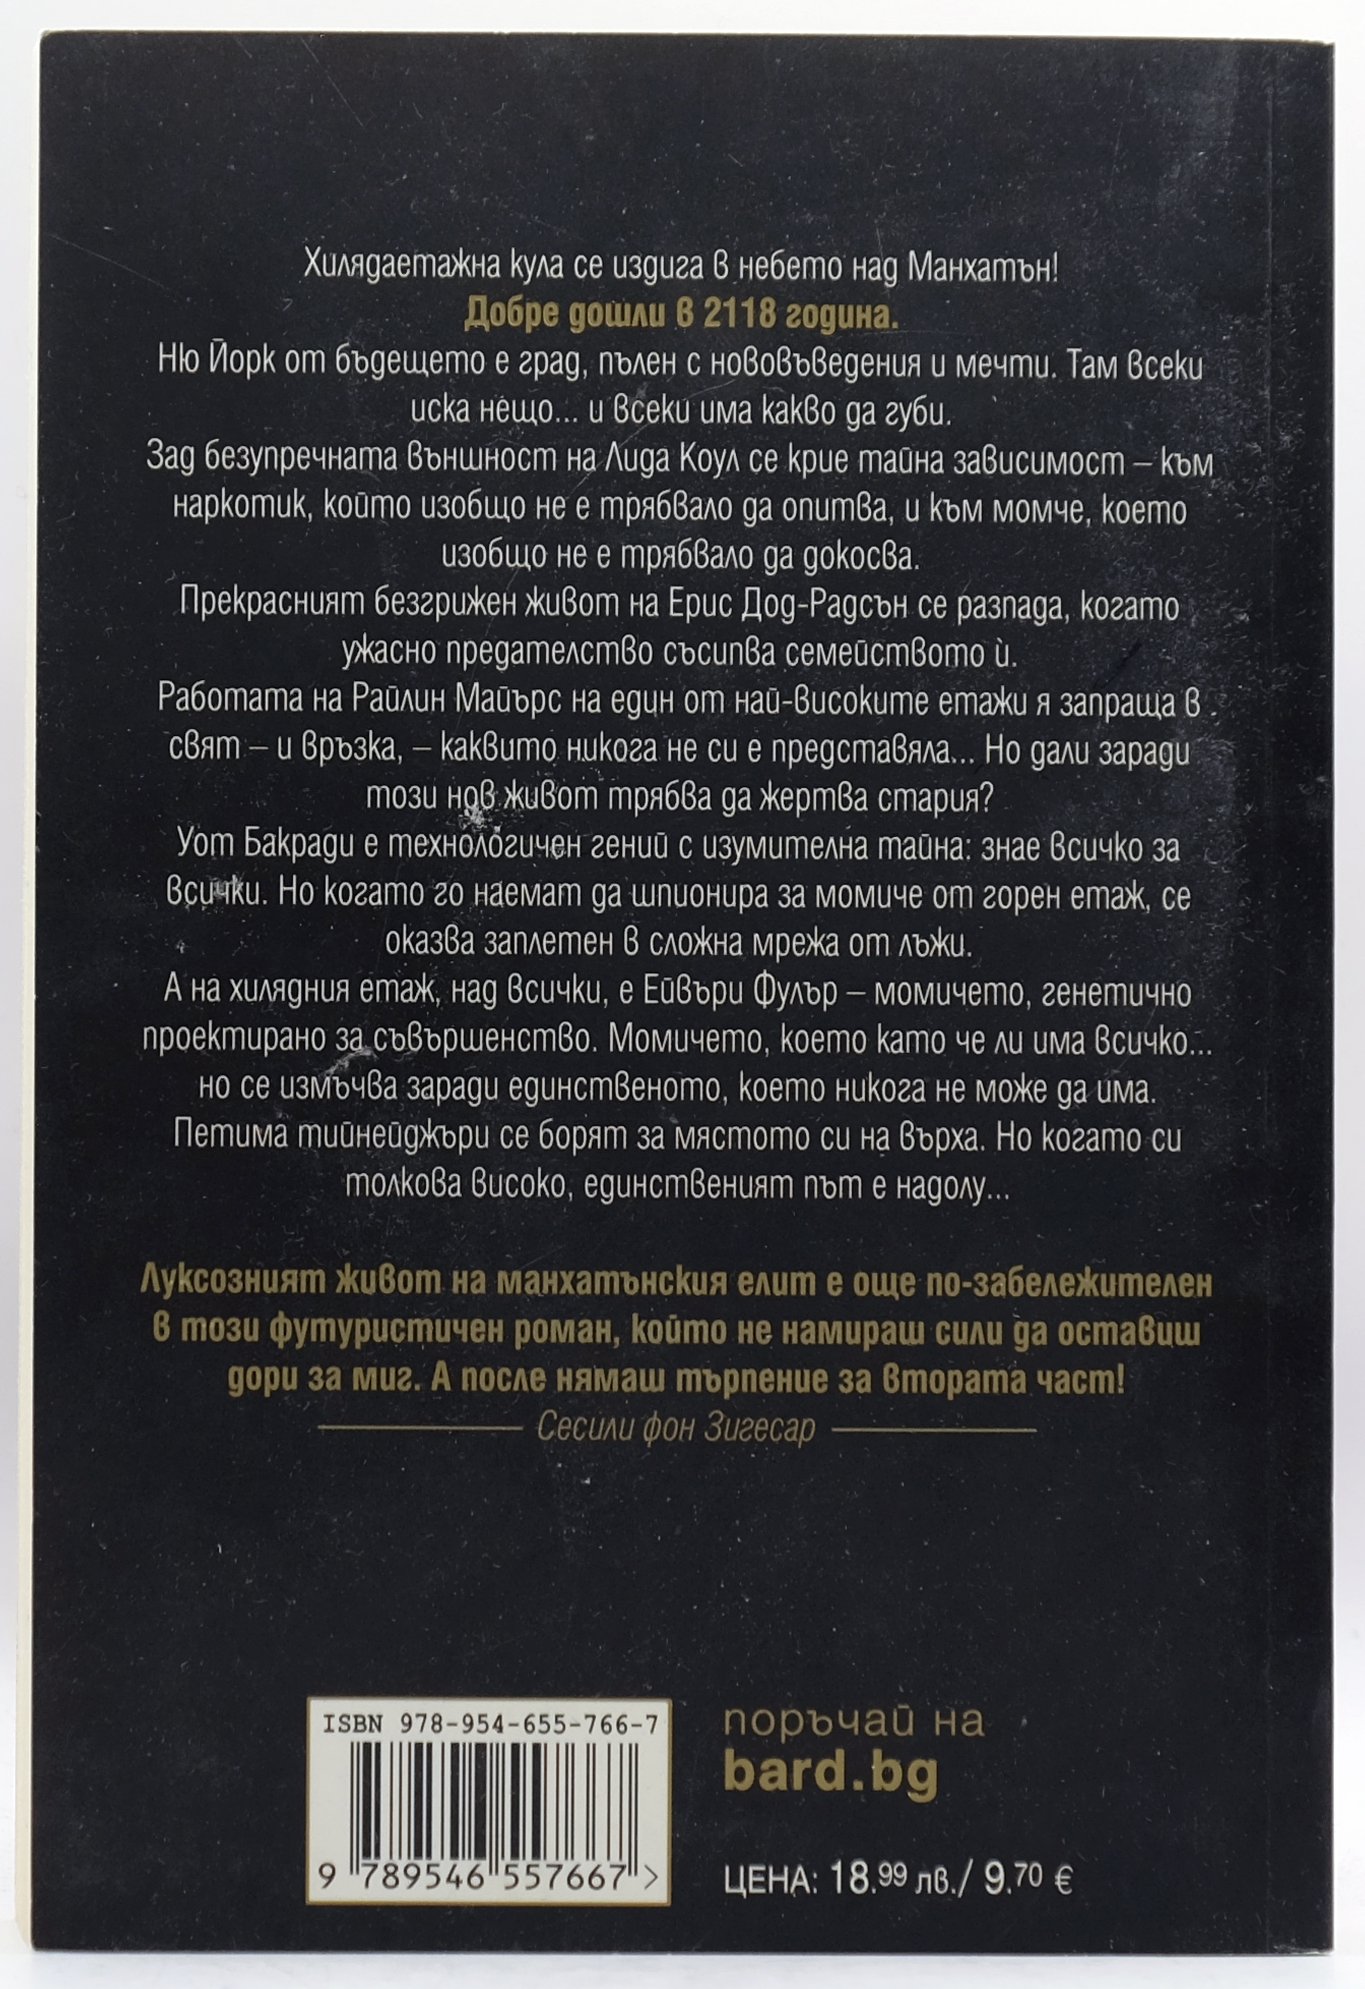 Хилядаетажна кула се издига в небето над Манхатън!
Добре дошли в 2118 година.
Ню Йорк от бъдещето е град, пълен с нововъведения и мечти. Там всеки
иска нещо... и всеки има какво да губи.
Зад безупречната външност на Лида Коул се крие тайна зависимост – към
наркотик, който изобщо не е трябвало да опитва, и към момче, което
изобщо не е трябвало да докосва.
Прекрасният безгрижен живот на Ерис Дод-Радсън се разпада, когато
ужасно предателство съсипва семейството ѝ.
Работата на Райлин Майърс на един от най-високите етажи я запраща в
свят – и връзка, – каквито никога не си е представяла... Но дали заради
този нов живот трябва да жертва стария?
Уот Бакради е технологичен гений с изумителна тайна: знае всичко за
всички. Но когато го наемат да шпионира за момиче от горен етаж, се
оказва заплетен в сложна мрежа от лъжи.
А на хилядния етаж, над всички, е Ейвъри Фулър – момичето, генетично
проектирано за съвършенство. Момичето, което като че ли има всичко...
но се измъчва заради единственото, което никога не може да има.
Петима тийнейджъри се борят за мястото си на върха. Но когато си
толкова високо, единственият път е надолу...
Луксозният живот на манхатънския елит е още по-забележителен
в този футуристичен роман, който не намираш сили да оставиш
дори за миг. А после нямаш търпение за втората част!
Сесили фон Зигесар
ISBN 978-954-655-766-7
9 789546 557667 >
поръчай на
bard.bg
ЦЕНА: 18.99 лв./ 9.70 €